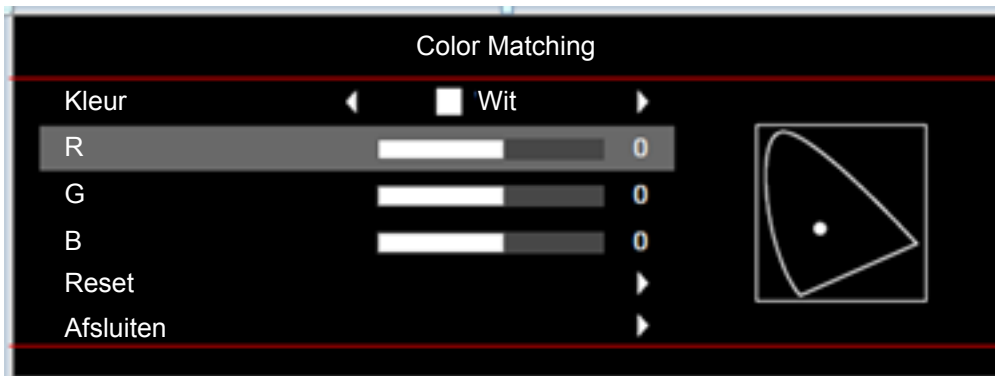 Color Matching
Kleur Wit
R 0
G 0
B 0
Reset
Afsluiten